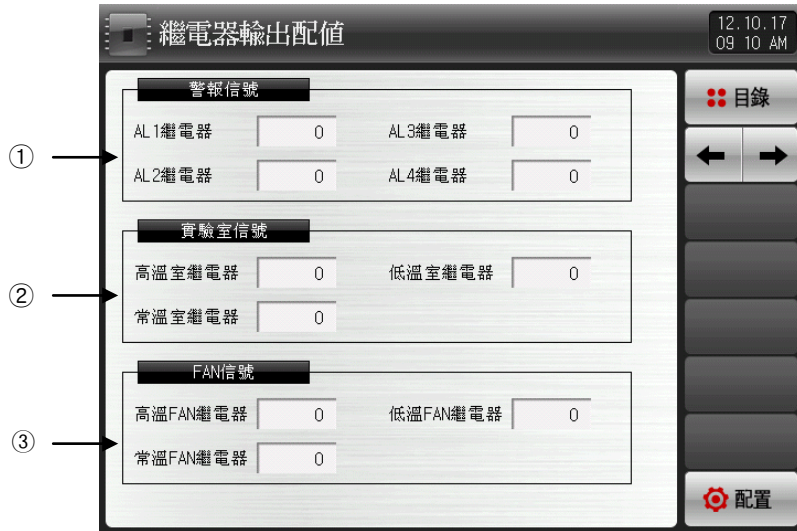 繼電器輸出配值
12.10.17
09 10 AM
警報信號
AL1繼電器 0 AL3繼電器 0
AL2繼電器 0 AL4繼電器 0
①
實驗室信號
高溫室繼電器 0 低溫室繼電器 0
常溫室繼電器 0
②
FAN信號
高溫FAN繼電器 0 低溫FAN繼電器 0
常溫FAN繼電器 0
③
目錄
配置